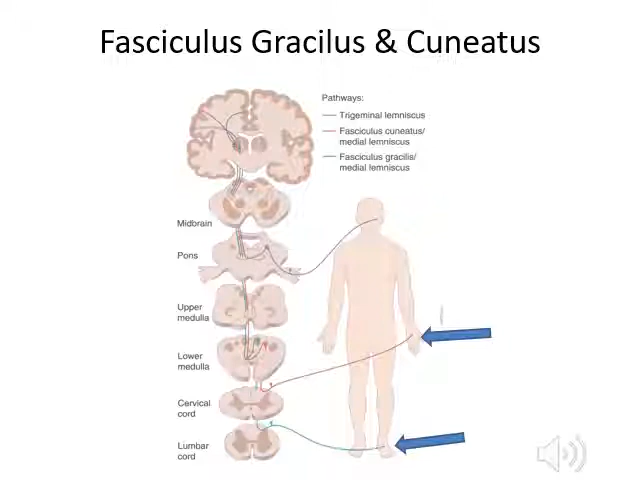 Fasciculus Gracilus & Cuneatus
Pathways:
Trigeminal lemniscus
Fasciculus cuneatus/
medial lemniscus
Fasciculus gracilis/
medial lemniscus
Midbrain
Pons
Upper
medulla
Lower
medulla
Cervical
cord
Lumbar
cord